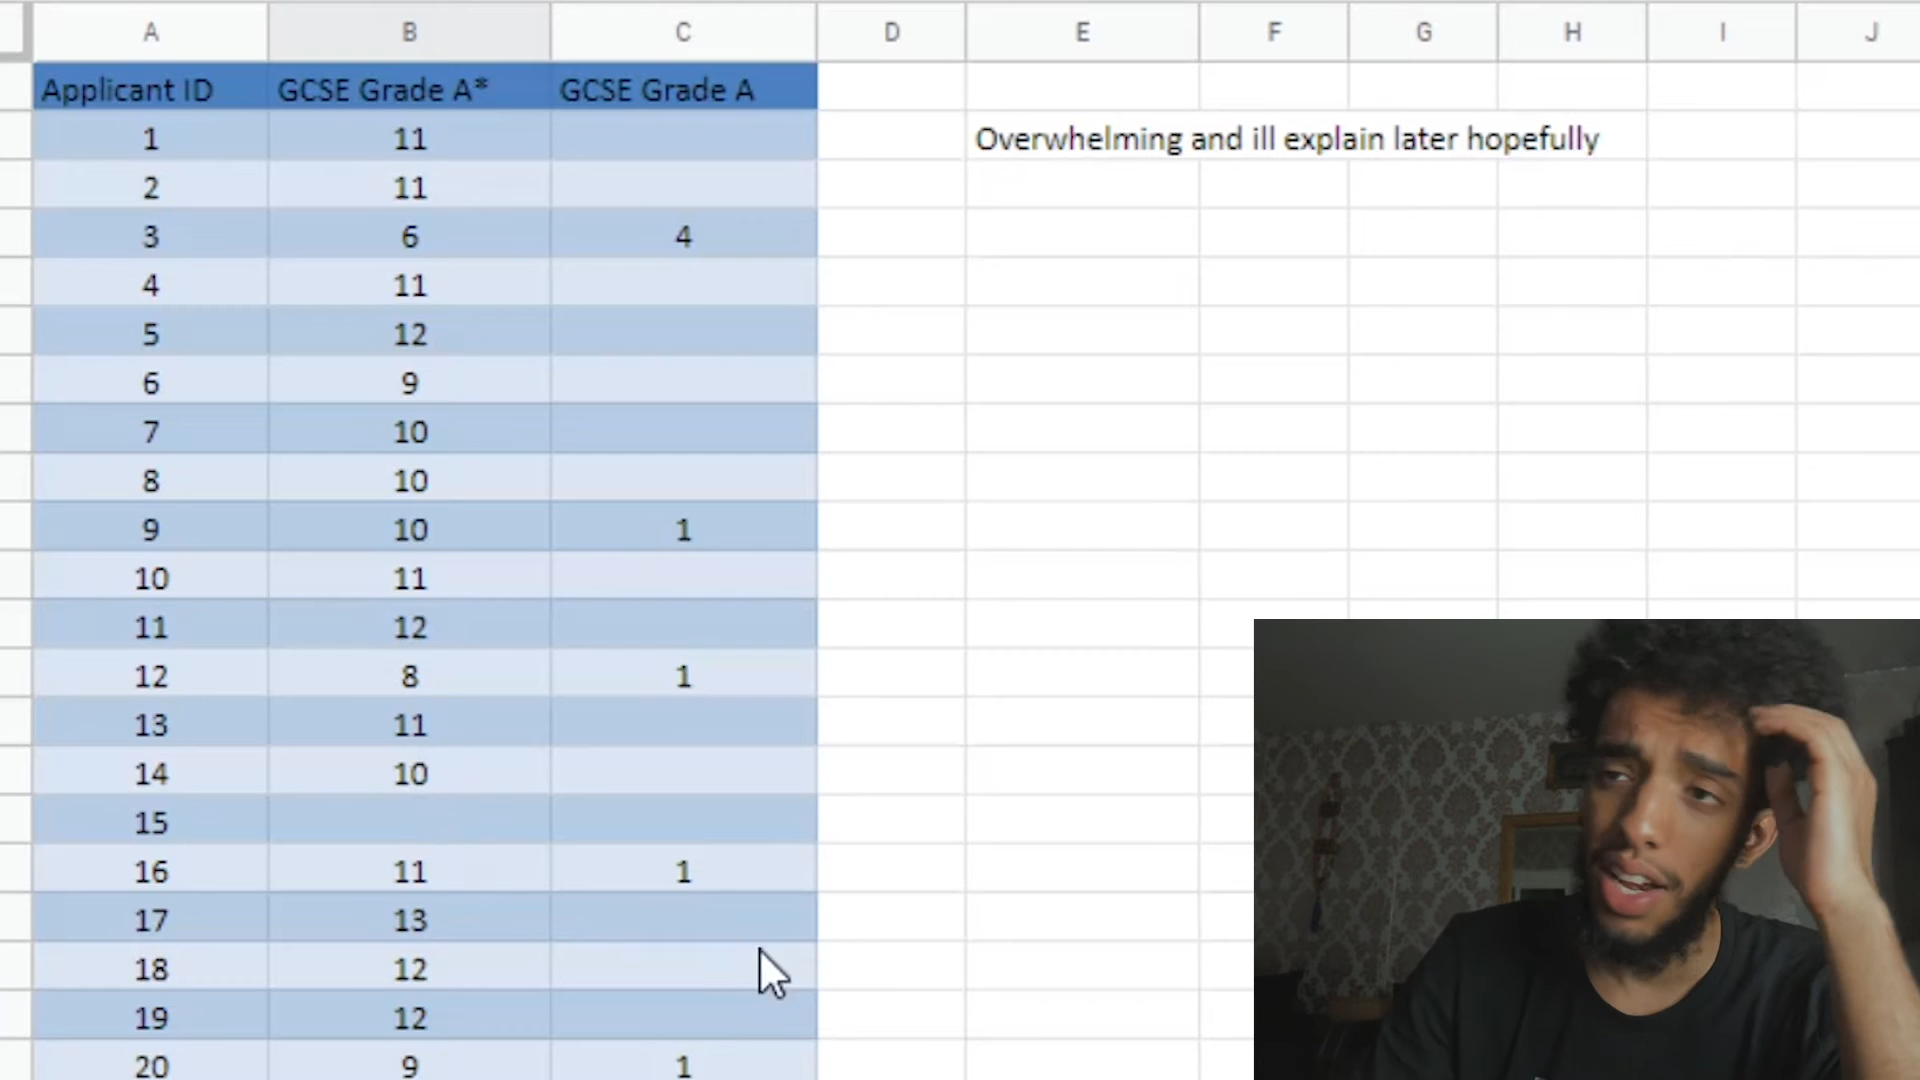 A B C D E F G H I J
Applicant ID GCSE Grade A* GCSE Grade A
1 11 Overwhelming and ill explain later hopefully
2 11
3 6 4
4 11
5 12
6 9
7 10
8 10
9 10 1
10 11
11 12
12 8 1
13 11
14 10
15
16 11 1
17 13
18 12
19 12
20 9 1